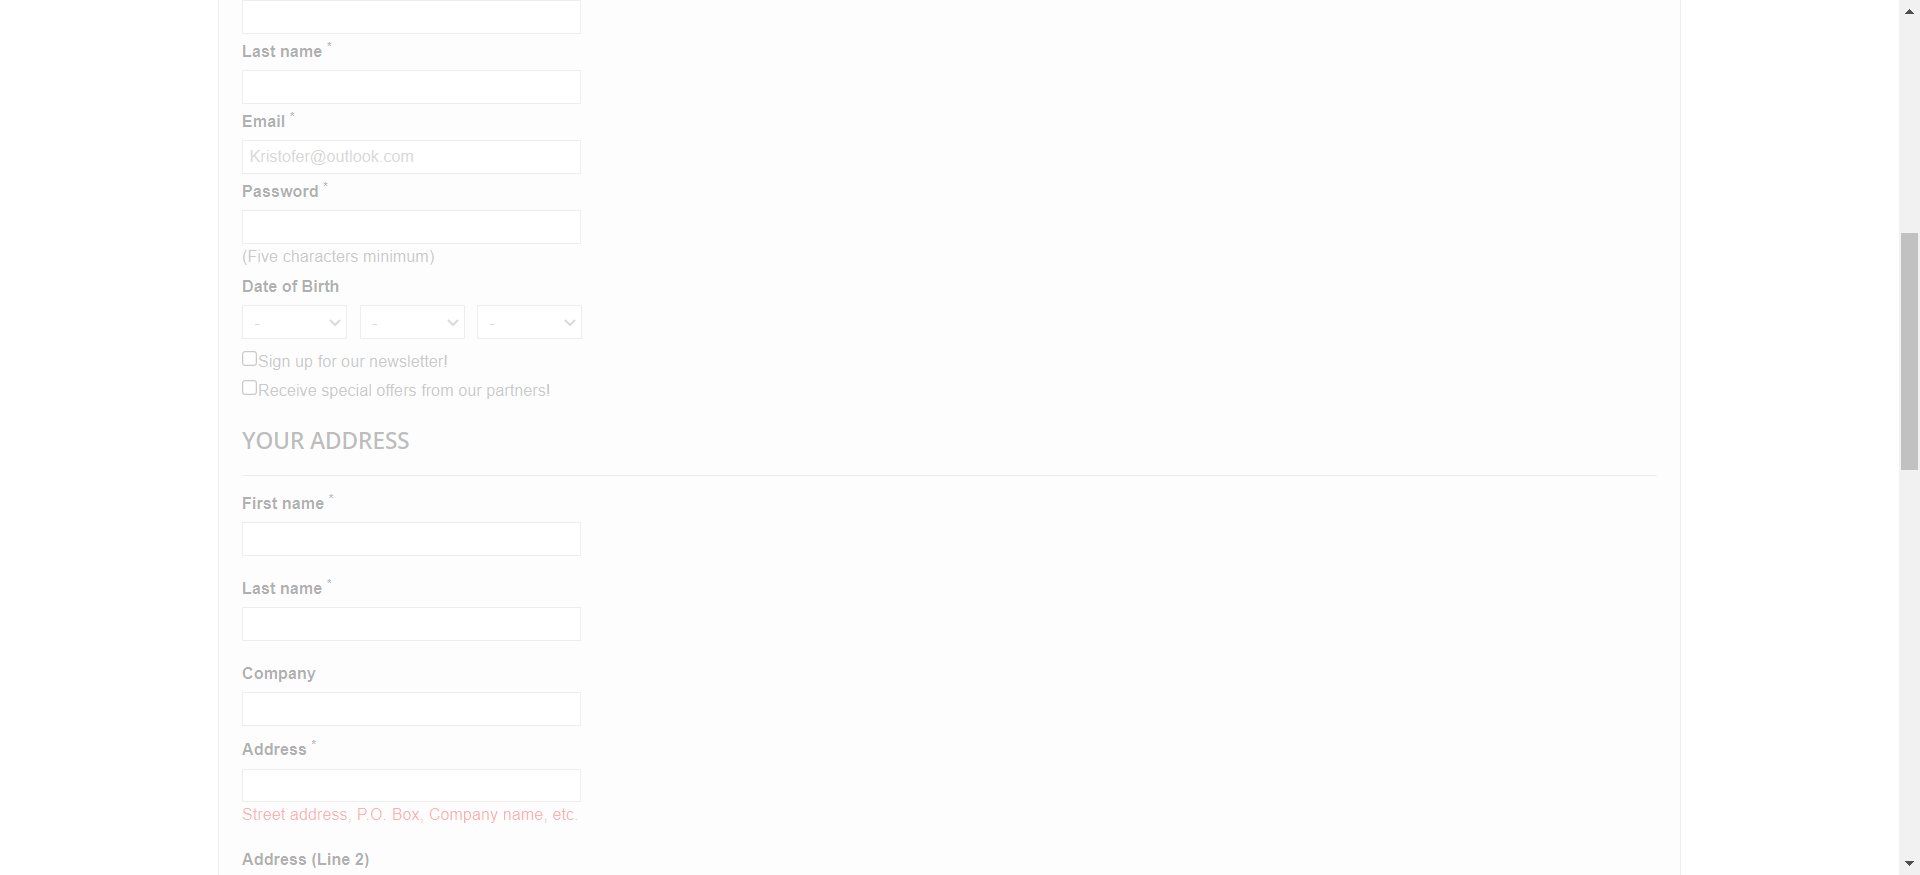 Last name *
Email *
Kristofer@outlook.com
Password *
(Five characters minimum)
Date of Birth
- - -
Sign up for our newsletter!
Receive special offers from our partners!
YOUR ADDRESS
First name *
Last name *
Company
Address *
Street address, P.O. Box, Company name, etc.
Address (Line 2)